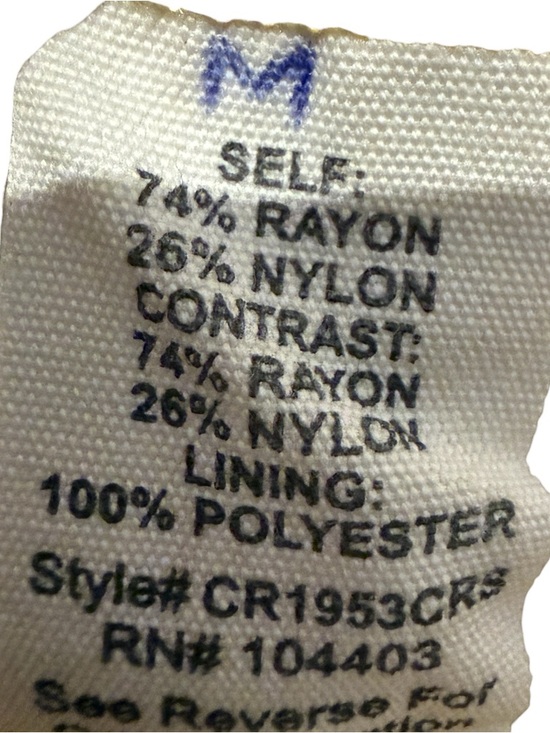 M
SELF:
74% RAYON
26% NYLON
CONTRAST:
74% RAYON
26% NYLON
LINING:
100% POLYESTER
Style# CR1953CRS
RN# 104403
See Reverse For